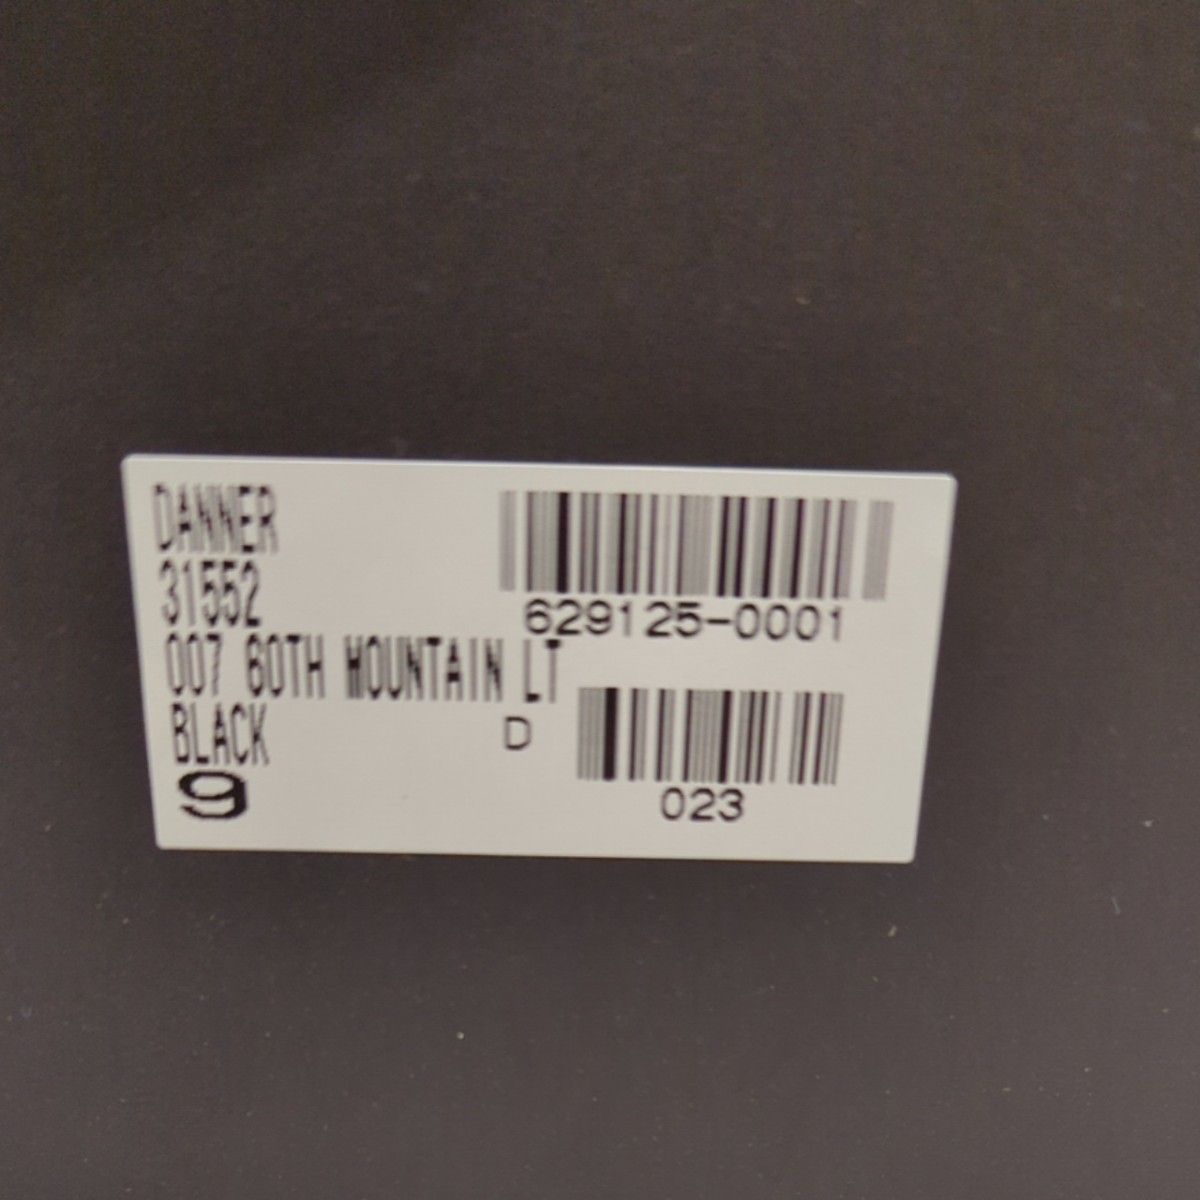 DANNER
31552
629125-0001
007 60TH MOUNTAIN LT
BLACK D
9
023